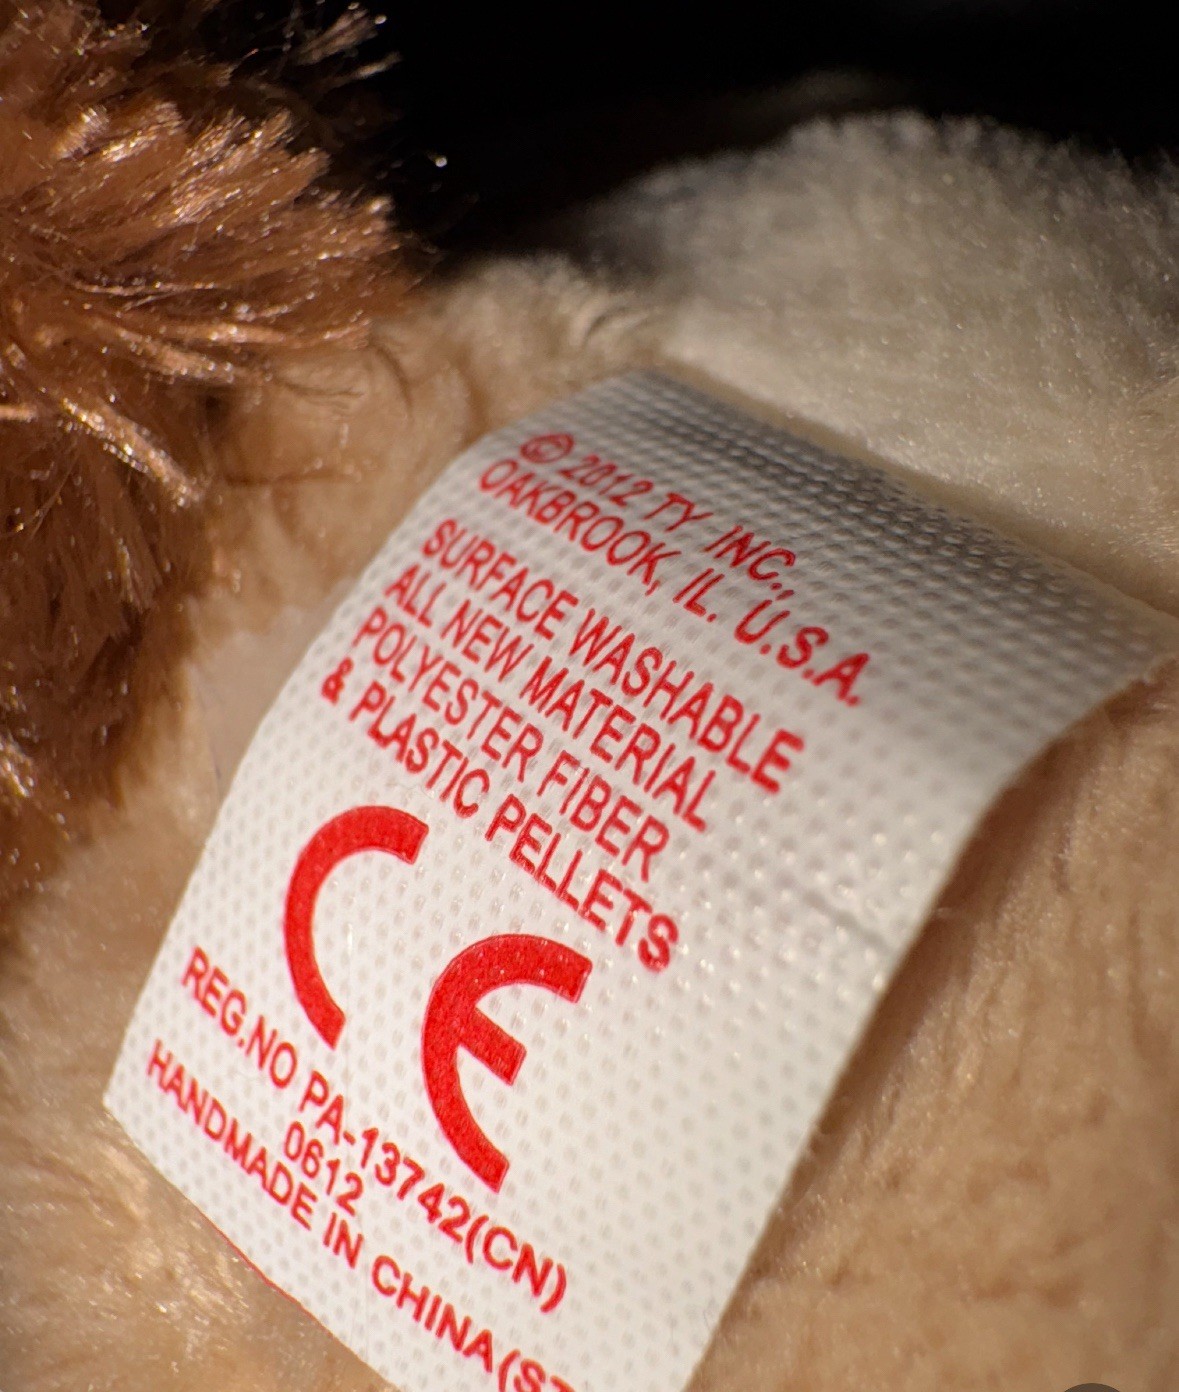 © 2012 TY INC.,
OAKBROOK, IL. U.S.A.
SURFACE WASHABLE
ALL NEW MATERIAL
POLYESTER FIBER
& PLASTIC PELLETS
CE
REG.NO PA-13742(CN)
0612
HANDMADE IN CHINA